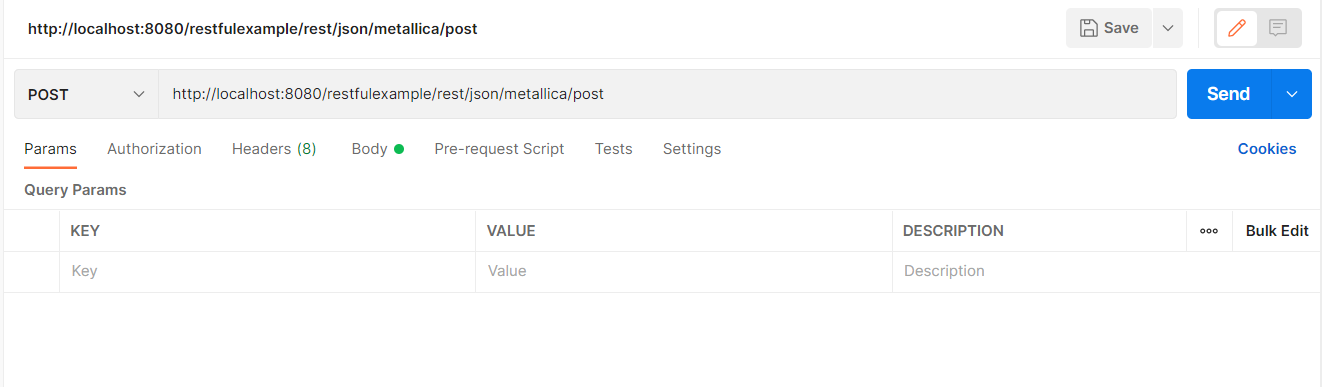 http://localhost:8080/restfulexample/rest/json/metallica/post Save
POST http://localhost:8080/restfulexample/rest/json/metallica/post Send
Params Authorization Headers (8) Body Pre-request Script Tests Settings Cookies
Query Params
KEY VALUE DESCRIPTION Bulk Edit
Key Value Description